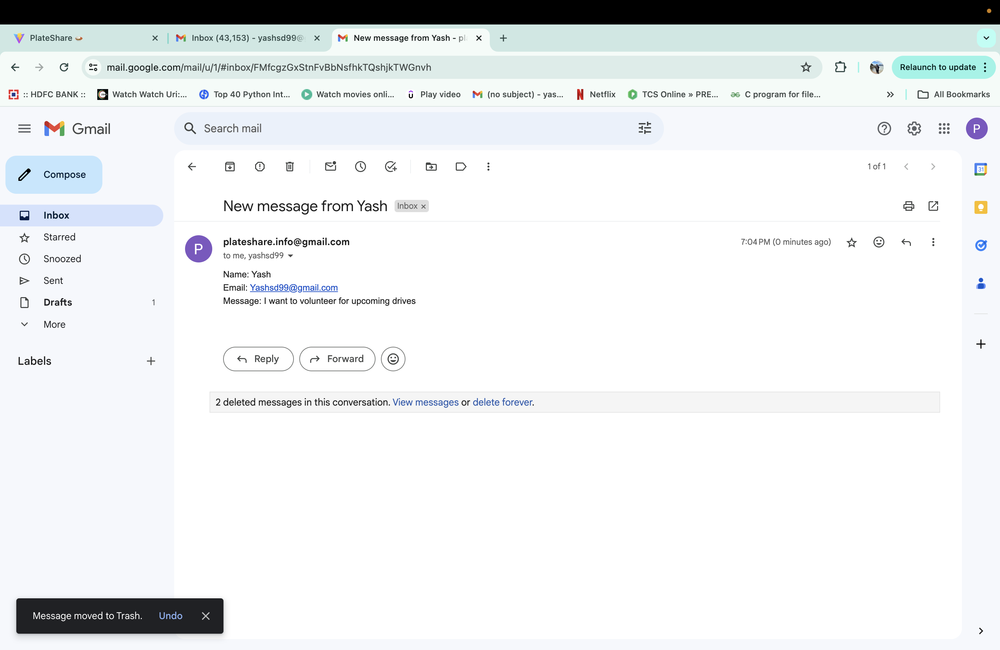 PlateShare
Inbox (43,153) - yashsd99@
New message from Yash - pl
mail.google.com/mail/u/1/#inbox/FMfcgzGxStnFvBbNsfhkTQshjkTWGnvh
Relaunch to update
:: HDFC BANK ::
Watch Watch Uri:...
Top 40 Python Int...
Watch movies onli...
Play video
(no subject) - yas...
Netflix
TCS Online » PRE...
C program for file...
All Bookmarks
Gmail
Search mail
P
Compose
1 of 1
31
New message from Yash
Inbox ×
Inbox
Starred
Snoozed
Sent
Drafts 1
More
Labels
P
plateshare.info@gmail.com
7:04 PM (0 minutes ago)
to me, yashsd99
Name: Yash
Email: Yashsd99@gmail.com
Message: I want to volunteer for upcoming drives
Reply
Forward
2 deleted messages in this conversation. View messages or delete forever.
Message moved to Trash. Undo